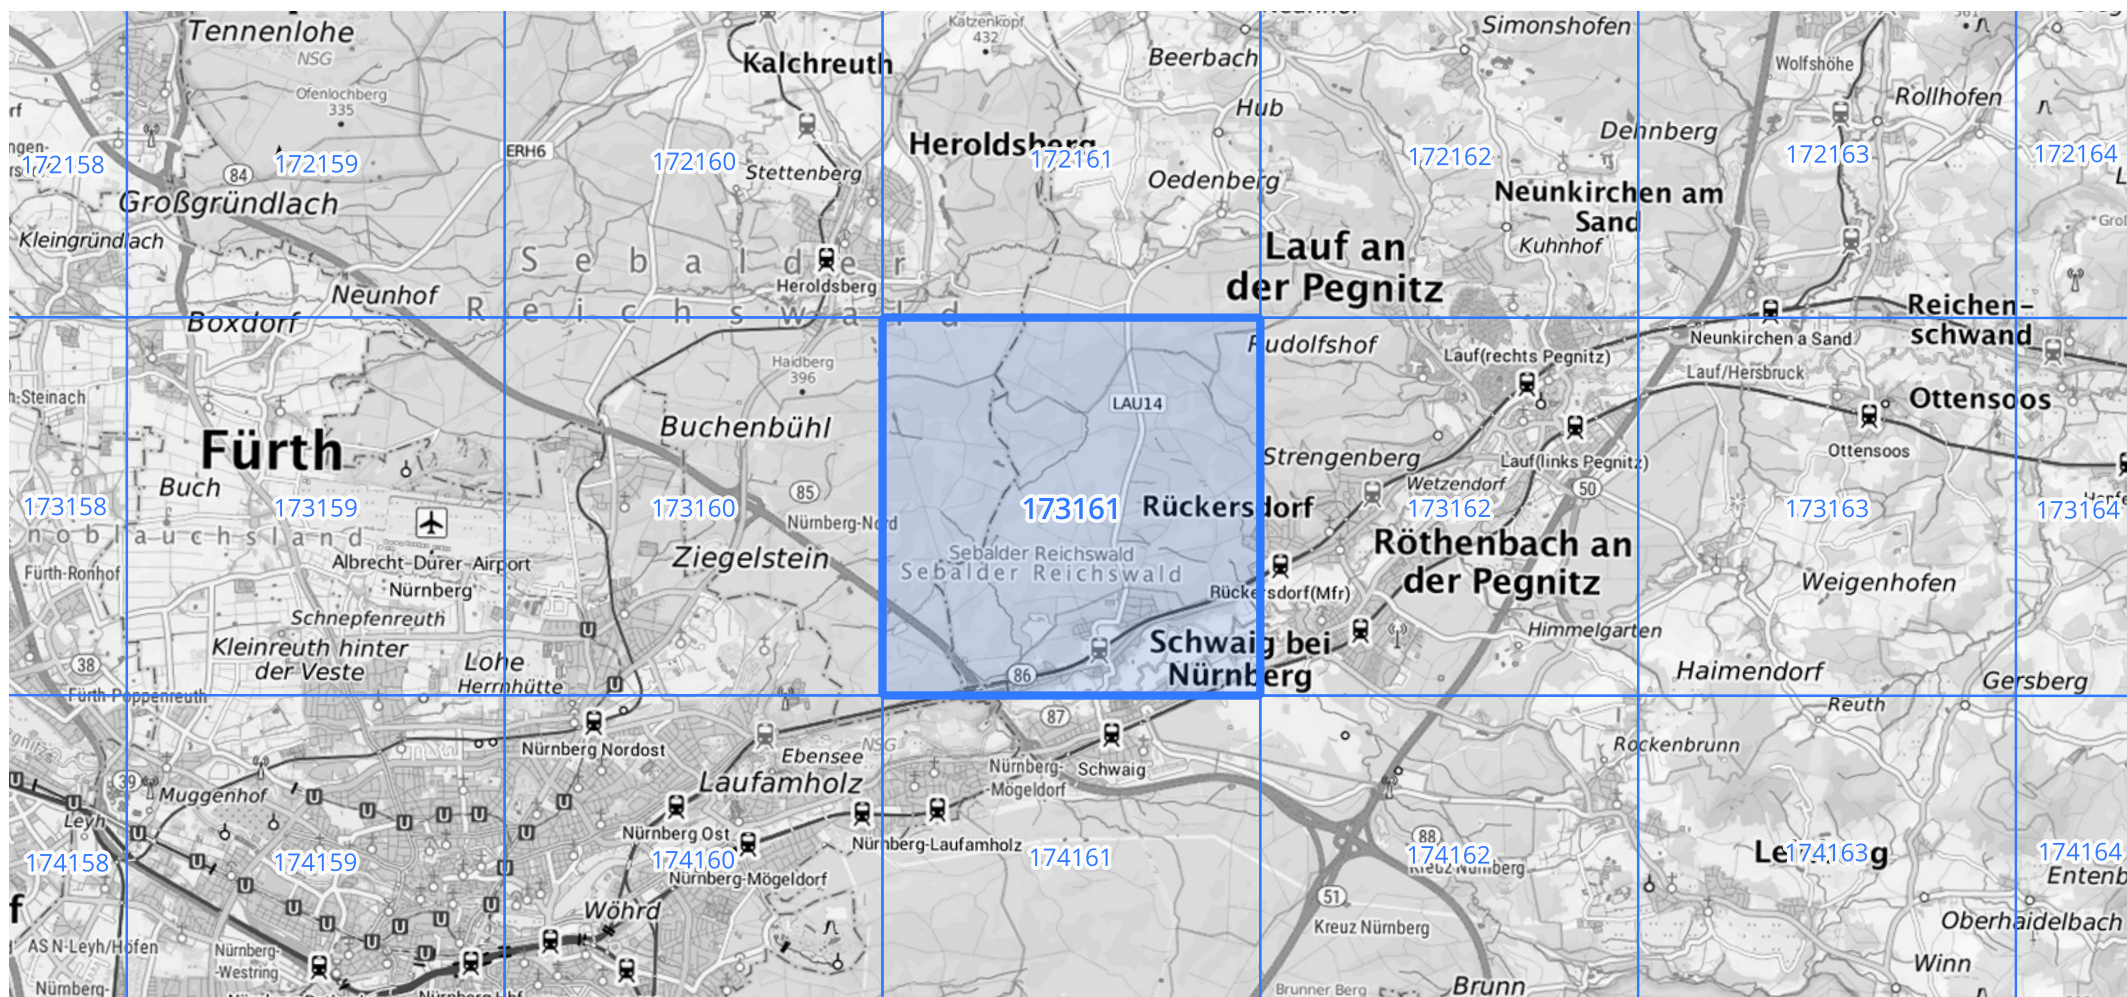 Tennenlohe
NSG
Ofenlochberg
335
84
172158
172159
Großgründlach
Kleingründlach
Neunhof
Boxdorf
ERH6
Kalchreuth
172160
Stettenberg
Sebalder
Reichswald
Heroldsberg
Katzenkopf
432
Beerbach
Hub
Heroldsberg
172161
Oedenberg
Simonshofen
Dehnberg
172162
Neunkirchen am
Sand
Kuhnhof
Lauf an
der Pegnitz
Wolfshöhe
Rollhofen
172163
172164
Reichen-
schwand
Fürth
Buch
173158
173159
Albrecht-Dürer-Airport
Nürnberg
Fürth-Ronhof
Schnepfenreuth
Kleinreuth hinter
der Veste
Lohe
Herrnhütte
38
Fürth-Poppenreuth
Haidberg
396
Buchenbühl
85
173160
Nürnberg-Nord
Ziegelstein
LAU14
173161
Rückersdorf
Sebalder Reichswald
Sebalder Reichswald
Rückersdorf(Mfr)
Schwaig bei
Nürnberg
86
Rudolfshof
Lauf(rechts Pegnitz)
Strengenberg
Lauf(links Pegnitz)
Wetzendorf
50
173162
Röthenbach an
der Pegnitz
Himmelgarten
Neunkirchen a Sand
Lauf/Hersbruck
Ottensoos
Ottensoos
173163
173164
Weigenhofen
Haimendorf
Gersberg
Reuth
Nürnberg Nordost
Ebensee
NSG
Laufamholz
39
Muggenhof
Leyh
174158
174159
Nürnberg Ost
174160
Nürnberg-Mögeldorf
Wöhrd
AS N-Leyh/Höfen
Nürnberg-
-Westring
Nürnberg-
87
Nürnberg-
-Mögeldorf
Schwaig
Nürnberg-Laufamholz
174161
88
174162
Kreuz Nürnberg
51
Kreuz Nürnberg
Brunner Berg
Brunn
Rockenbrunn
174163
174164
Entenb
Oberhaidelbach
Winn